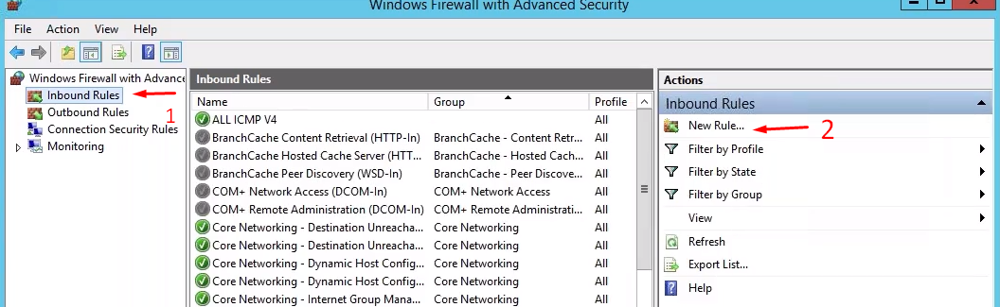 Windows Firewall with Advanced Security
File Action View Help
Windows Firewall with Advance
Inbound Rules
1
Outbound Rules
Connection Security Rules
Monitoring
Inbound Rules
Name Group Profile
ALL ICMP V4 All
BranchCache Content Retrieval (HTTP-In) BranchCache - Content Retr... All
BranchCache Hosted Cache Server (HTT... BranchCache - Hosted Cach... All
BranchCache Peer Discovery (WSD-In) BranchCache - Peer Discove... All
COM+ Network Access (DCOM-In) COM+ Network Access All
COM+ Remote Administration (DCOM-In) COM+ Remote Administrati... All
Core Networking - Destination Unreacha... Core Networking All
Core Networking - Destination Unreacha... Core Networking All
Core Networking - Dynamic Host Config... Core Networking All
Core Networking - Dynamic Host Config... Core Networking All
Core Networking - Internet Group Mana... Core Networking All
Actions
Inbound Rules
New Rule...
2
Filter by Profile
Filter by State
Filter by Group
View
Refresh
Export List...
Help